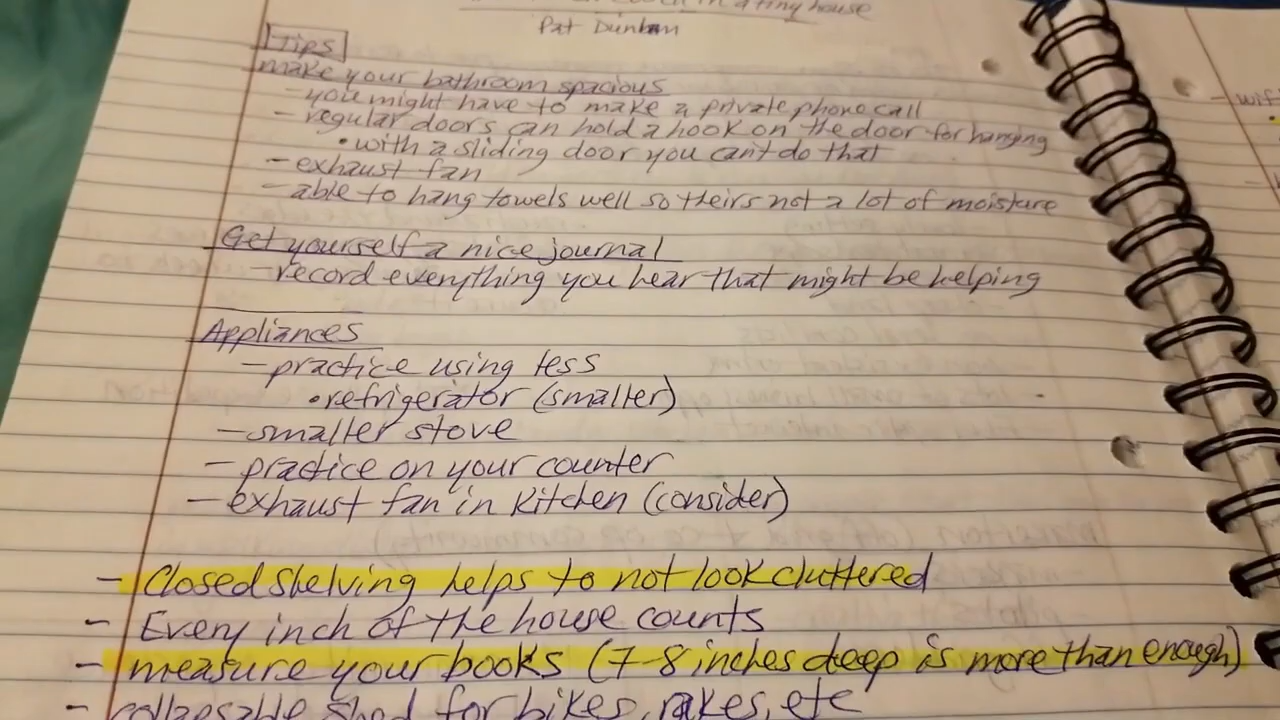 in a tiny house
Pat Dunham
Tips
make your bathroom spacious
- you might have to make a private phone call
- regular doors can hold a hook on the door for hanging
• with a sliding door you can't do that
- exhaust fan
- able to hang towels well so theirs not a lot of moisture
Get yourself a nice journal
- record everything you hear that might be helping
Appliances
- practice using less
• refrigerator (smaller)
- smaller stove
- practice on your counter
- exhaust fan in Kitchen (consider)
- Closed shelving helps to not look cluttered
- Every inch of the house counts
- measure your books (7-8 inches deep is more than enough)
- collapsable shed for bikes, rakes, etc